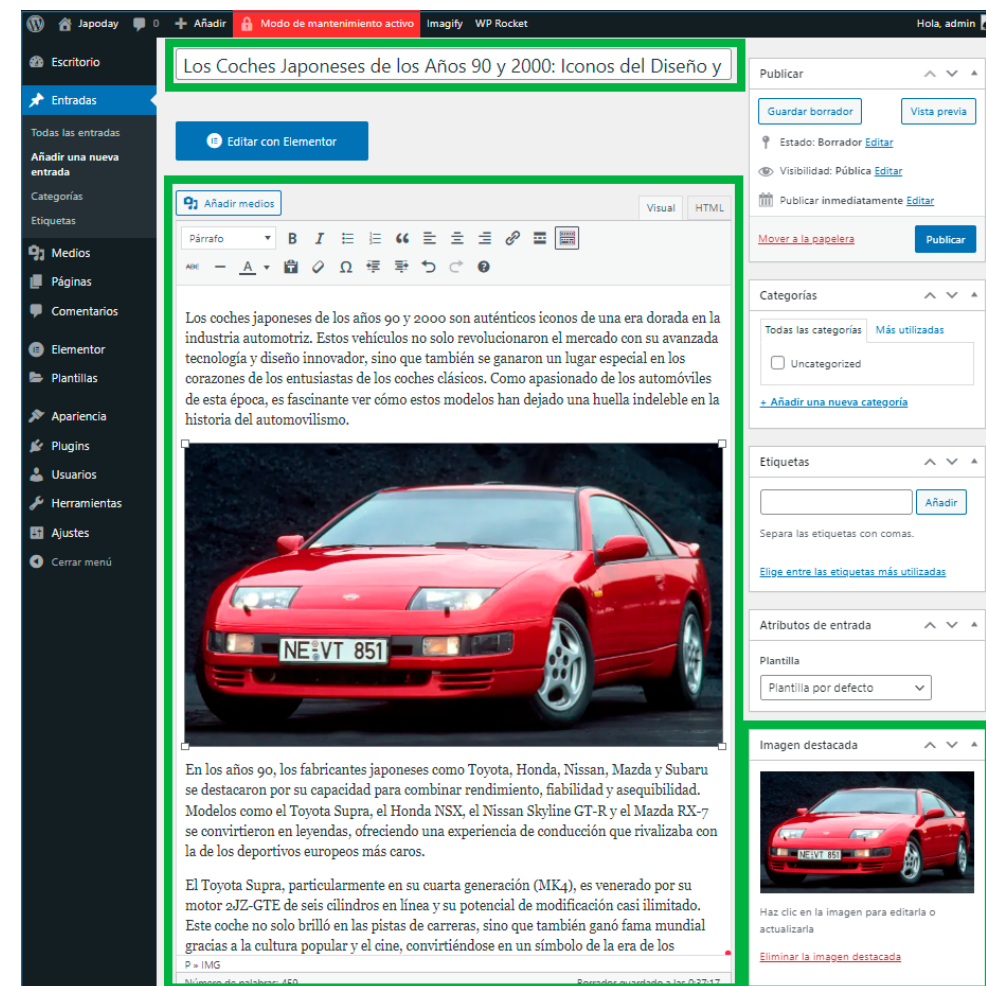 Japoday
0
+ Añadir
Modo de mantenimiento activo
Imagify
WP Rocket
Hola, admin
Escritorio
Entradas
Todas las entradas
Añadir una nueva
entrada
Categorías
Etiquetas
Medios
Páginas
Comentarios
Elementor
Plantillas
Apariencia
Plugins
Usuarios
Herramientas
Ajustes
Cerrar menú
Los Coches Japoneses de los Años 90 y 2000: Iconos del Diseño y
Editar con Elementor
Añadir medios
Visual
HTML
Párrafo
B I
ABC
A
Ω
Los coches japoneses de los años 90 y 2000 son auténticos iconos de una era dorada en la
industria automotriz. Estos vehículos no solo revolucionaron el mercado con su avanzada
tecnología y diseño innovador, sino que también se ganaron un lugar especial en los
corazones de los entusiastas de los coches clásicos. Como apasionado de los automóviles
de esta época, es fascinante ver cómo estos modelos han dejado una huella indeleble en la
historia del automovilismo.
NE VT 851
En los años 90, los fabricantes japoneses como Toyota, Honda, Nissan, Mazda y Subaru
se destacaron por su capacidad para combinar rendimiento, fiabilidad y asequibilidad.
Modelos como el Toyota Supra, el Honda NSX, el Nissan Skyline GT-R y el Mazda RX-7
se convirtieron en leyendas, ofreciendo una experiencia de conducción que rivalizaba con
la de los deportivos europeos más caros.
El Toyota Supra, particularmente en su cuarta generación (MK4), es venerado por su
motor 2JZ-GTE de seis cilindros en línea y su potencial de modificación casi ilimitado.
Este coche no solo brilló en las pistas de carreras, sino que también ganó fama mundial
gracias a la cultura popular y el cine, convirtiéndose en un símbolo de la era de los
P » IMG
Número de palabras: 459
Borrador guardado a las 0:37:17
Publicar
Guardar borrador
Vista previa
Estado: Borrador Editar
Visibilidad: Pública Editar
Publicar inmediatamente Editar
Mover a la papelera
Publicar
Categorías
Todas las categorías
Más utilizadas
Uncategorized
+ Añadir una nueva categoría
Etiquetas
Añadir
Separa las etiquetas con comas.
Elige entre las etiquetas más utilizadas
Atributos de entrada
Plantilla
Plantilla por defecto
Imagen destacada
NE VT 851
Haz clic en la imagen para editarla o
actualizarla
Eliminar la imagen destacada